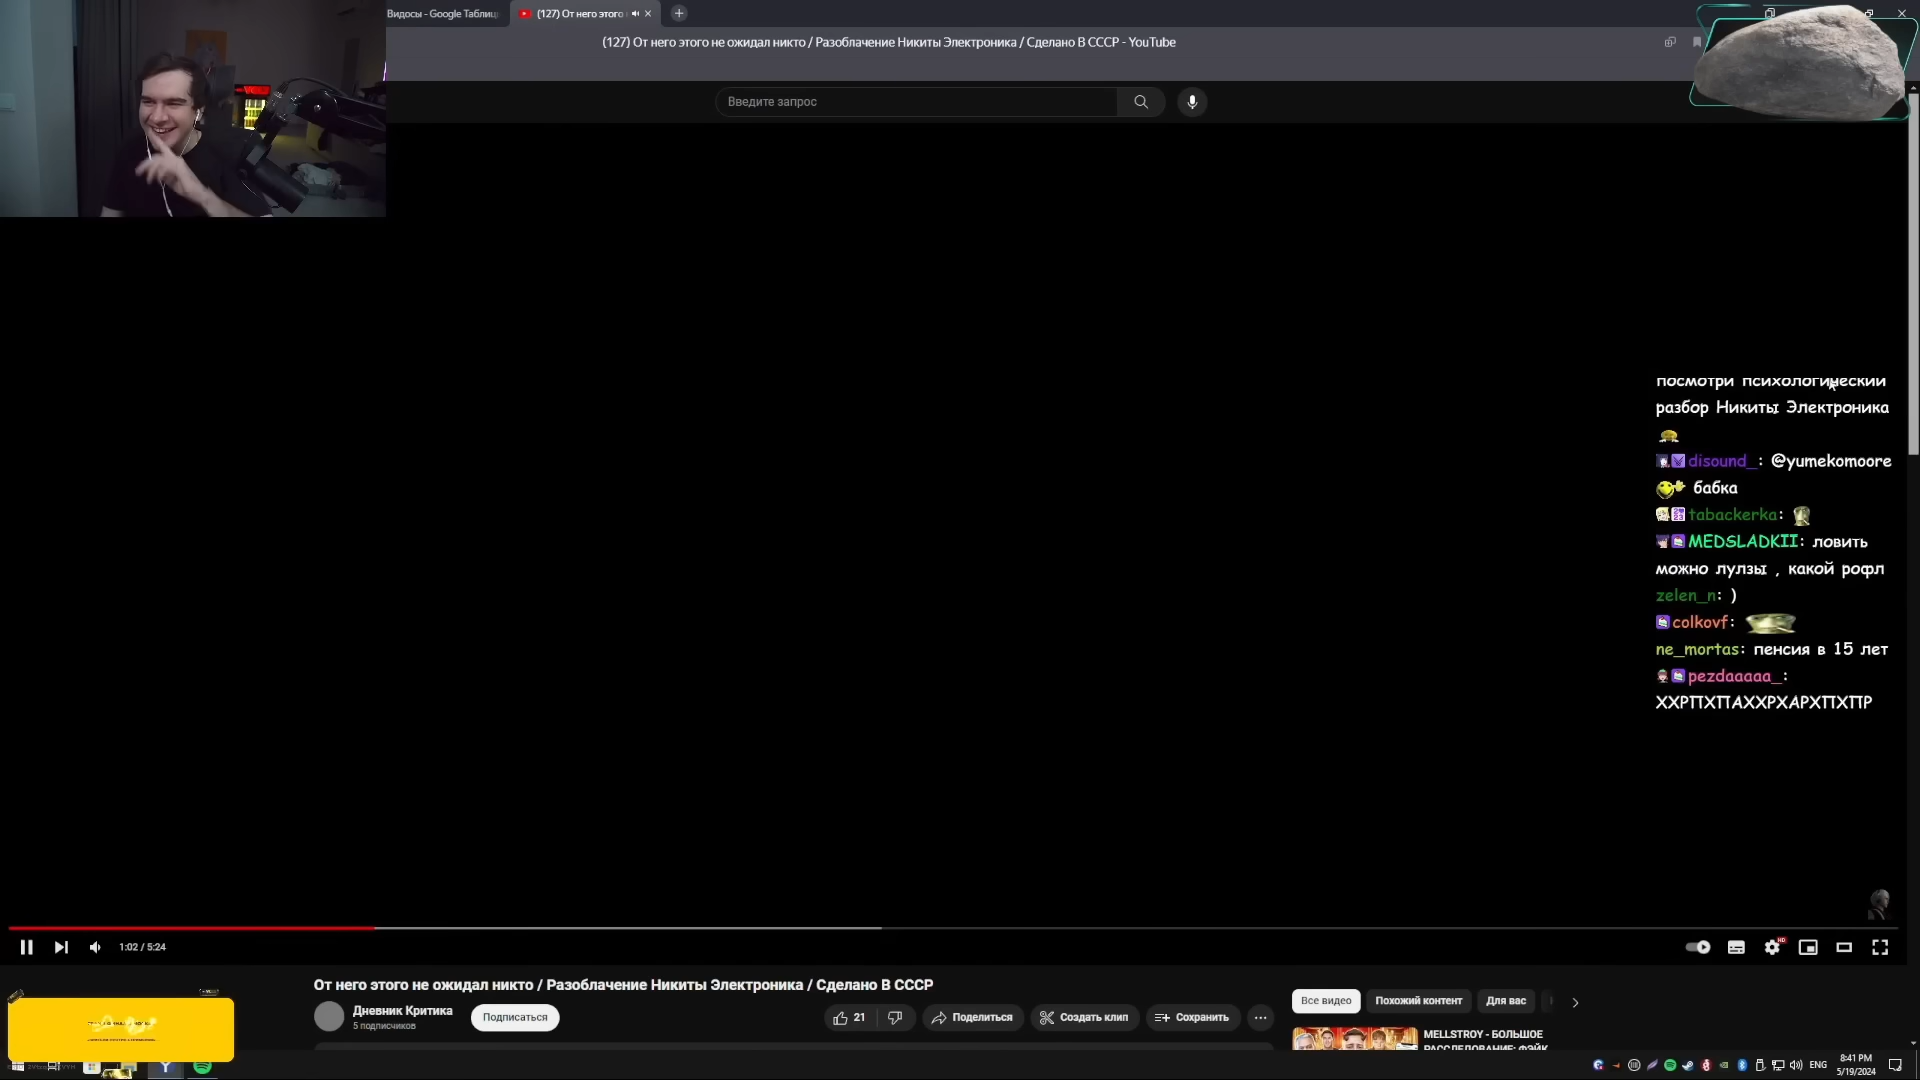 Видосы - Google Таблиц
(127) От него этого
(127) От него этого не ожидал никто / Разоблачение Никиты Электроника / Сделано В СССР - YouTube
Введите запрос
посмотри психологический
разбор Никиты Электроника
disound_: @yumekomoore
бабка
tabackerka:
MEDSLADKII: ловить
можно лулзы , какой рофл
zelen_n: )
colkovf:
ne_mortas: пенсия в 15 лет
pezdaaaaa_:
ХХРПХПАХХРХАРХПХПР
1:02 / 5:24
HD
От него этого не ожидал никто / Разоблачение Никиты Электроника / Сделано В СССР
Дневник Критика
5 подписчиков
Подписаться
21
Поделиться
Создать клип
Сохранить
Все видео
Похожий контент
Для вас
MELLSTROY - БОЛЬШОЕ
РАССЛЕДОВАНИЕ: ФЭЙК
ENG
8:41 PM
5/19/2024